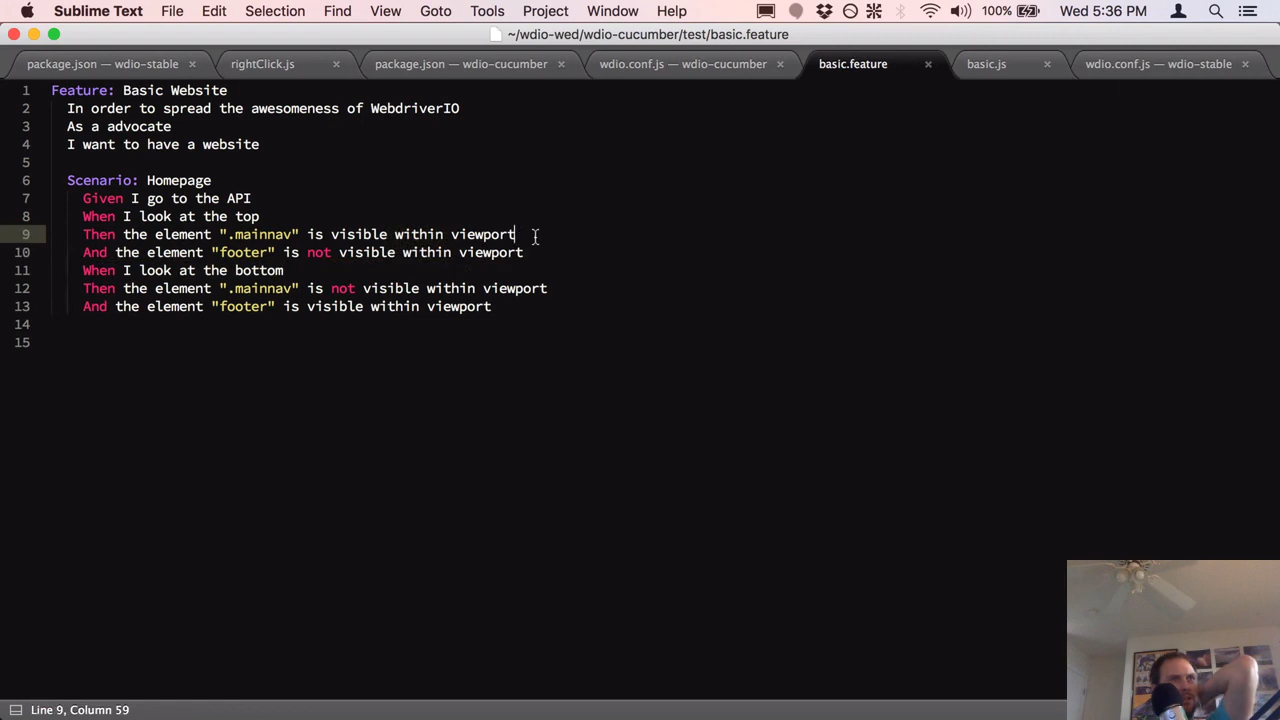 Sublime Text File Edit Selection Find View Goto Tools Project Window Help 100% Wed 5:36 PM
~/wdio-wed/wdio-cucumber/test/basic.feature
package.json — wdio-stable × rightClick.js × package.json — wdio-cucumber × wdio.conf.js — wdio-cucumber × basic.feature × basic.js × wdio.conf.js — wdio-stable ×
1 Feature: Basic Website
2 In order to spread the awesomeness of WebdriverIO
3 As a advocate
4 I want to have a website
5
6 Scenario: Homepage
7 Given I go to the API
8 When I look at the top
9 Then the element ".mainnav" is visible within viewport
10 And the element "footer" is not visible within viewport
11 When I look at the bottom
12 Then the element ".mainnav" is not visible within viewport
13 And the element "footer" is visible within viewport
14
15
Line 9, Column 59